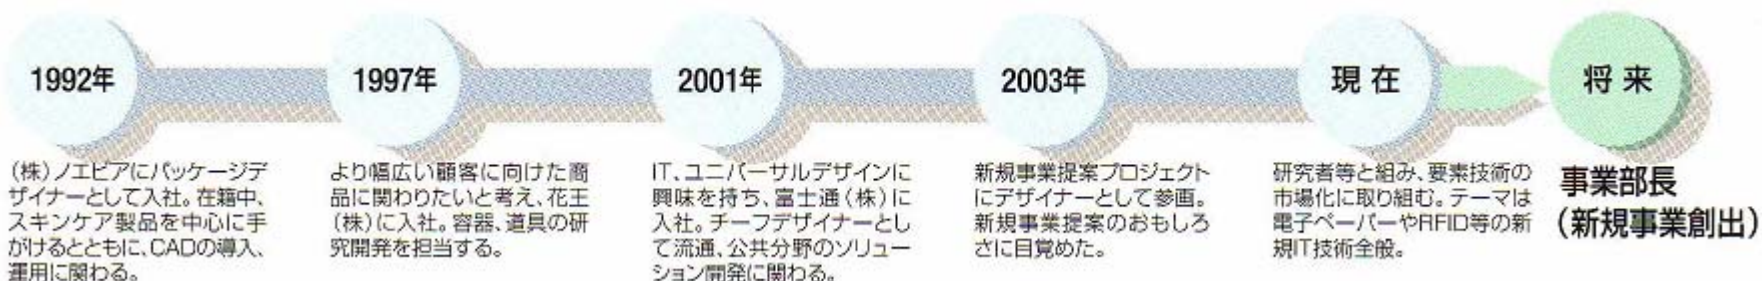 1992年
(株)ノエビアにパッケージデ
ザイナーとして入社。在籍中、
スキンケア製品を中心に手
がけるとともに、CADの導入、
運用に関わる。
1997年
より幅広い顧客に向けた商
品に関わりたいと考え、花王
(株)に入社。容器、道具の研
究開発を担当する。
2001年
IT、ユニバーサルデザインに
興味を持ち、富士通(株)に
入社。チーフデザイナーとし
て流通、公共分野のソリュー
ション開発に関わる。
2003年
新規事業提案プロジェクト
にデザイナーとして参画。
新規事業提案のおもしろ
さに目覚めた。
現在
研究者等と組み、要素技術の
市場化に取り組む。テーマは
電子ペーパーやRFID等の新
規IT技術全般。
将来
事業部長
(新規事業創出)